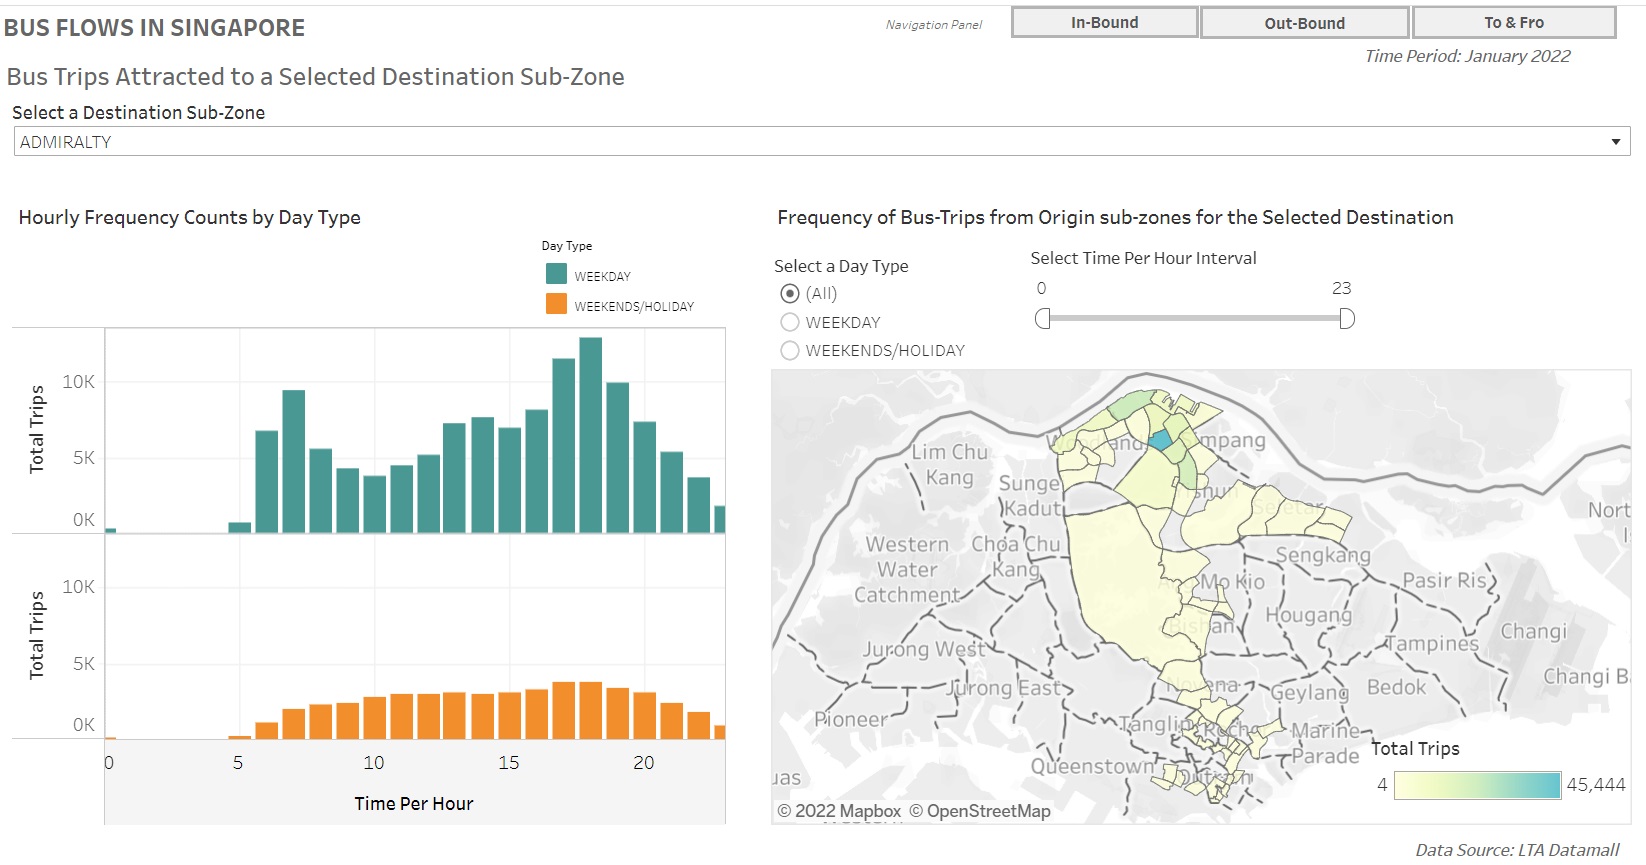 BUS FLOWS IN SINGAPORE
Navigation Panel
In-Bound
Out-Bound
To & Fro
Time Period: January 2022
Bus Trips Attracted to a Selected Destination Sub-Zone
Select a Destination Sub-Zone
ADMIRALTY
Hourly Frequency Counts by Day Type
Day Type
WEEKDAY
WEEKENDS/HOLIDAY
Total Trips
10K
5K
0K
Total Trips
10K
5K
0K
0 5 10 15 20
Time Per Hour
Frequency of Bus-Trips from Origin sub-zones for the Selected Destination
Select a Day Type
(All)
WEEKDAY
WEEKENDS/HOLIDAY
Select Time Per Hour Interval
0 23
Lim Chu
Kang
Sunge
Kadut
North
Western
Water
Catchment
Choa Chu
Kang
Seletar
Sengkang
Pasir Ris
Mo Kio
Hougang
Bishan
Tampines
Changi
Jurong West
Jurong East
Novena
Geylang
Bedok
Changi B
Pioneer
Tanglin
Marine
Parade
Queenstown
uas
Total Trips
4 45,444
© 2022 Mapbox © OpenStreetMap
Data Source: LTA Datamall